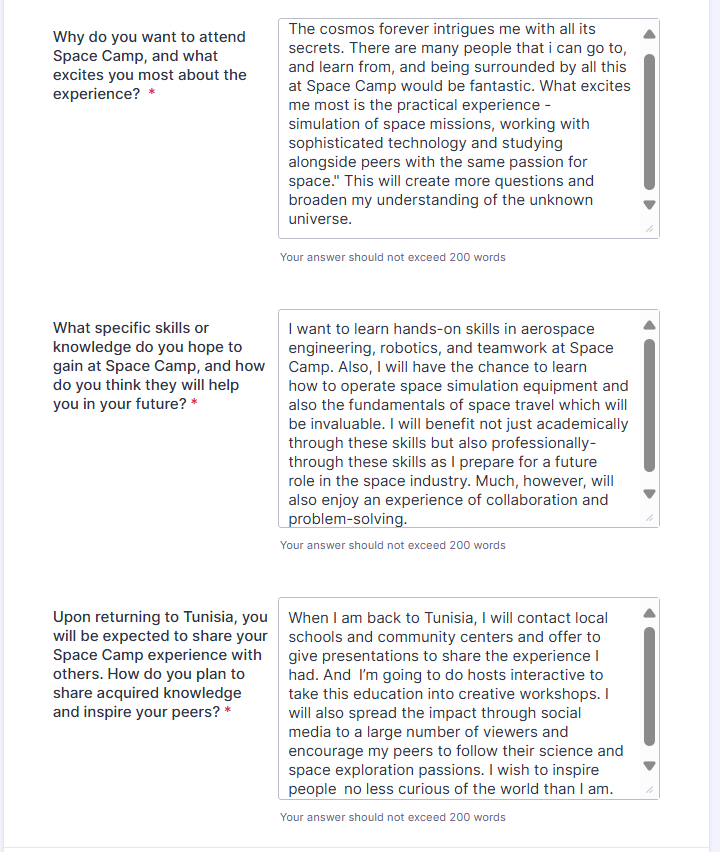 Why do you want to attend
Space Camp, and what
excites you most about the
experience? *
The cosmos forever intrigues me with all its
secrets. There are many people that i can go to,
and learn from, and being surrounded by all this
at Space Camp would be fantastic. What excites
me most is the practical experience -
simulation of space missions, working with
sophisticated technology and studying
alongside peers with the same passion for
space." This will create more questions and
broaden my understanding of the unknown
universe.
Your answer should not exceed 200 words
What specific skills or
knowledge do you hope to
gain at Space Camp, and how
do you think they will help
you in your future? *
I want to learn hands-on skills in aerospace
engineering, robotics, and teamwork at Space
Camp. Also, I will have the chance to learn
how to operate space simulation equipment and
also the fundamentals of space travel which will
be invaluable. I will benefit not just academically
through these skills but also professionally-
through these skills as I prepare for a future
role in the space industry. Much, however, will
also enjoy an experience of collaboration and
problem-solving.
Your answer should not exceed 200 words
Upon returning to Tunisia, you
will be expected to share your
Space Camp experience with
others. How do you plan to
share acquired knowledge
and inspire your peers? *
When I am back to Tunisia, I will contact local
schools and community centers and offer to
give presentations to share the experience I
had. And  I’m going to do hosts interactive to
take this education into creative workshops. I
will also spread the impact through social
media to a large number of viewers and
encourage my peers to follow their science and
space exploration passions. I wish to inspire
people  no less curious of the world than I am.
Your answer should not exceed 200 words